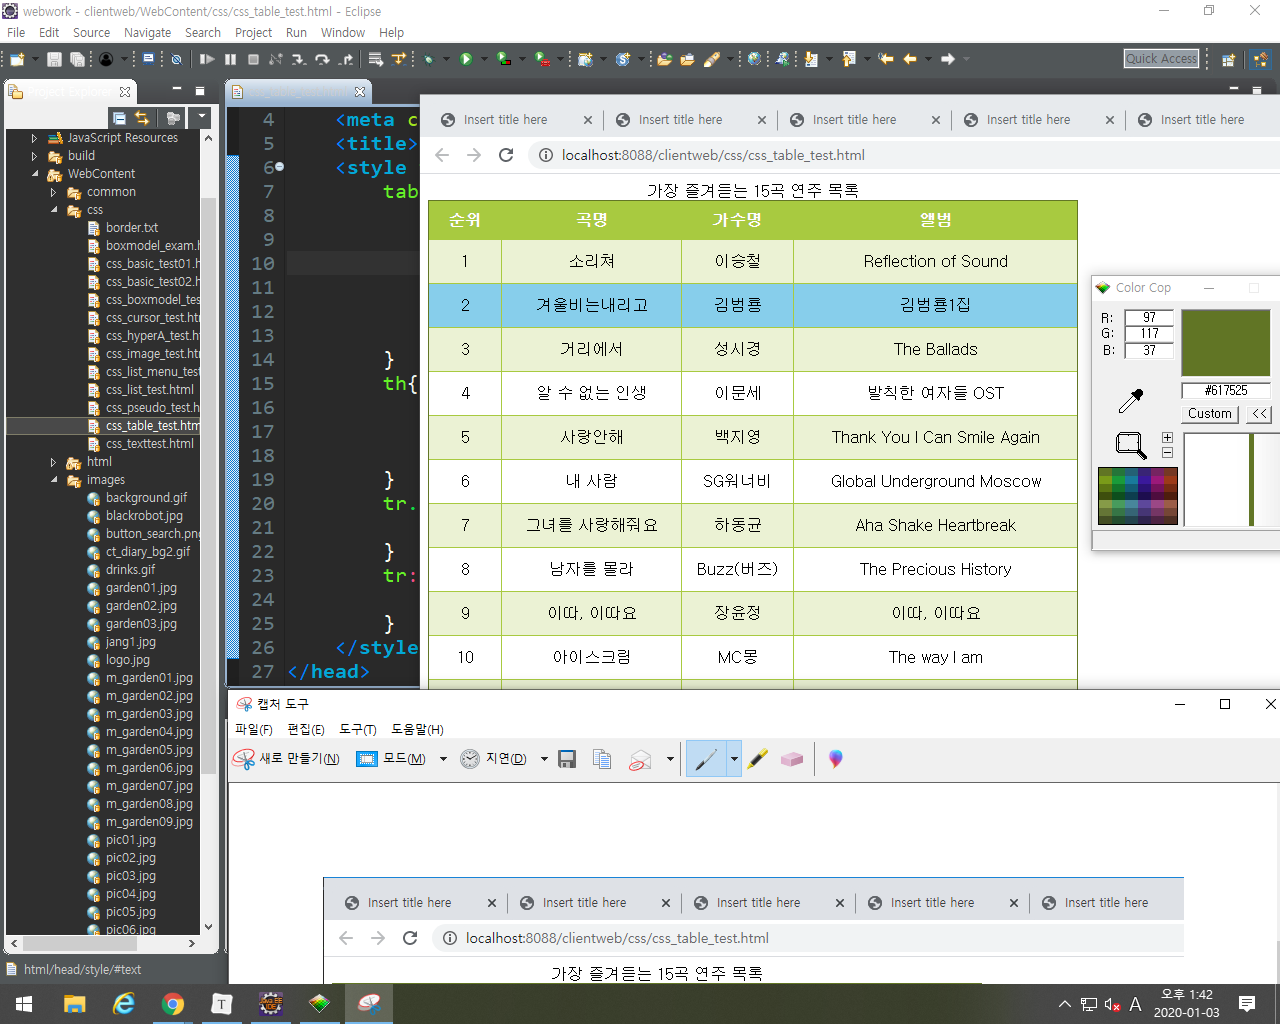 webwork - clientweb/WebContent/css/css_table_test.html - Eclipse
File Edit Source Navigate Search Project Run Window Help
Quick Access
Project Explorer
JavaScript Resources
build
WebContent
common
css
border.txt
boxmodel_exam.h
css_basic_test01.h
css_basic_test02.h
css_boxmodel_tes
css_cursor_test.htm
css_hyperA_test.h
css_image_test.htm
css_list_menu_test
css_list_test.html
css_pseudo_test.h
css_table_test.htm
css_texttest.html
html
images
background.gif
blackrobot.jpg
button_search.png
ct_diary_bg2.gif
drinks.gif
garden01.jpg
garden02.jpg
garden03.jpg
jang1.jpg
logo.jpg
m_garden01.jpg
m_garden02.jpg
m_garden03.jpg
m_garden04.jpg
m_garden05.jpg
m_garden06.jpg
m_garden07.jpg
m_garden08.jpg
m_garden09.jpg
pic01.jpg
pic02.jpg
pic03.jpg
pic04.jpg
pic05.jpg
pic06.jpg
html/head/style/#text
4 <meta c
5 <title>
6 <style
7 tab
8
9
10
11
12
13
14 }
15 th{
16
17
18
19 }
20 tr.
21
22 }
23 tr:
24
25 }
26 </style
27 </head>
Insert title here Insert title here Insert title here Insert title here Insert title here
localhost:8088/clientweb/css/css_table_test.html
가장 즐겨듣는 15곡 연주 목록
순위 곡명 가수명 앨범
1 소리쳐 이승철 Reflection of Sound
2 겨울비는내리고 김범룡 김범룡1집
3 거리에서 성시경 The Ballads
4 알 수 없는 인생 이문세 발칙한 여자들 OST
5 사랑안해 백지영 Thank You I Can Smile Again
6 내 사람 SG워너비 Global Underground Moscow
7 그녀를 사랑해줘요 하동균 Aha Shake Heartbreak
8 남자를 몰라 Buzz(버즈) The Precious History
9 이따, 이따요 장윤정 이따, 이따요
10 아이스크림 MC몽 The way I am
Color Cop
R: 97
G: 117
B: 37
#617525
Custom <<
캡처 도구
파일(F) 편집(E) 도구(T) 도움말(H)
새로 만들기(N) 모드(M) 지연(D)
Insert title here Insert title here Insert title here Insert title here Insert title here
localhost:8088/clientweb/css/css_table_test.html
가장 즐겨듣는 15곡 연주 목록
T
A
오후 1:42
2020-01-03